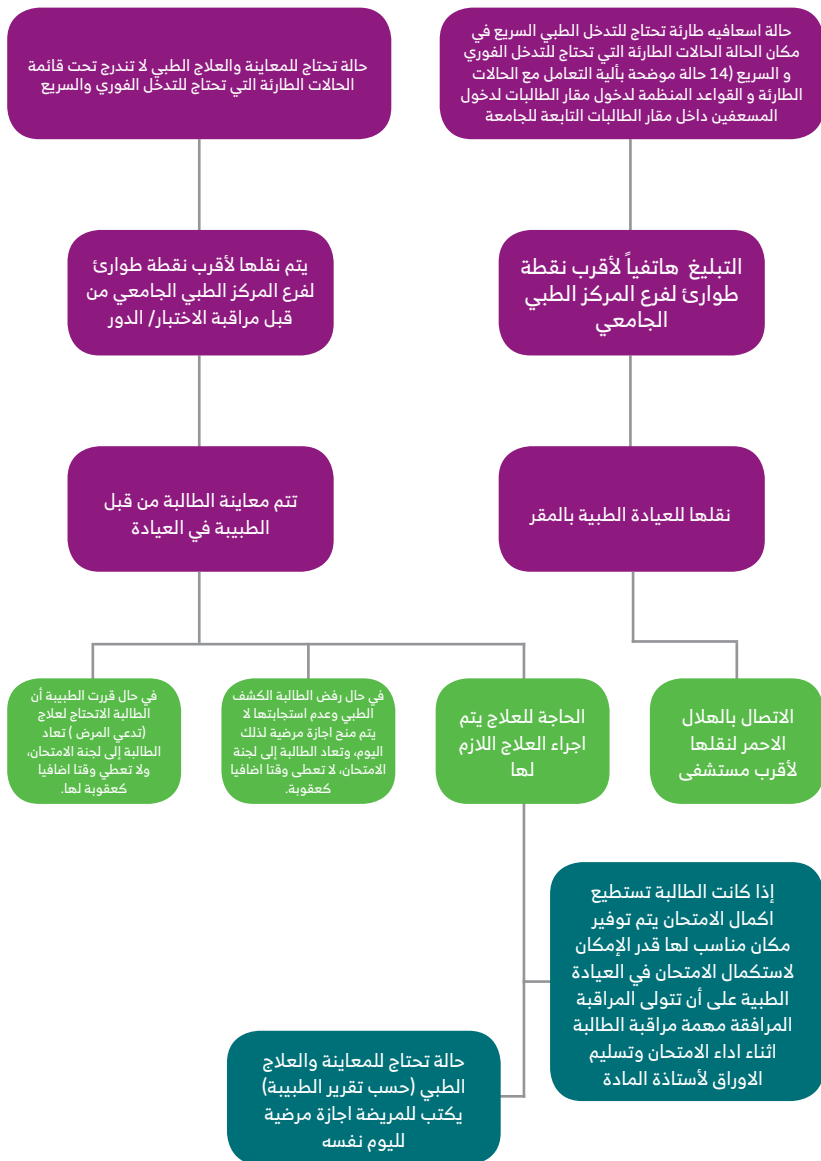 حالة اسعافيه طارئة تحتاج للتدخل الطبي السريع في
مكان الحالة الحالات الطارئة التي تحتاج للتدخل الفوري
و السريع (14 حالة موضحة بألية التعامل مع الحالات
الطارئة و القواعد المنظمة لدخول مقار الطالبات لدخول
المسعفين داخل مقار الطالبات التابعة للجامعة
حالة تحتاج للمعاينة والعلاج الطبي لا تندرج تحت قائمة
الحالات الطارئة التي تحتاج للتدخل الفوري والسريع
التبليغ هاتفياً لأقرب نقطة
طوارئ لفرع المركز الطبي
الجامعي
يتم نقلها لأقرب نقطة طوارئ
لفرع المركز الطبي الجامعي من
قبل مراقبة الاختبار/ الدور
نقلها للعيادة الطبية بالمقر
تتم معاينة الطالبة من قبل
الطبيبة في العيادة
الاتصال بالهلال
الاحمر لنقلها
لأقرب مستشفى
الحاجة للعلاج يتم
اجراء العلاج اللازم
لها
في حال رفض الطالبة الكشف
الطبي وعدم استجابتها لا
يتم منح اجازة مرضية لذلك
اليوم، وتعاد الطالبة إلى لجنة
الامتحان، لا تعطى وقتا اضافيا
كعقوبة.
في حال قررت الطبيبة أن
الطالبة الاتحتاج لعلاج
(تدعي المرض ) تعاد
الطالبة إلى لجنة الامتحان،
ولا تعطي وقتا اضافيا
كعقوبة لها.
إذا كانت الطالبة تستطيع
اكمال الامتحان يتم توفير
مكان مناسب لها قدر الإمكان
لاستكمال الامتحان في العيادة
الطبية على أن تتولى المراقبة
المرافقة مهمة مراقبة الطالبة
اثناء اداء الامتحان وتسليم
الاوراق لأستاذة المادة
حالة تحتاج للمعاينة والعلاج
الطبي (حسب تقرير الطبيبة)
يكتب للمريضة اجازة مرضية
لليوم نفسه